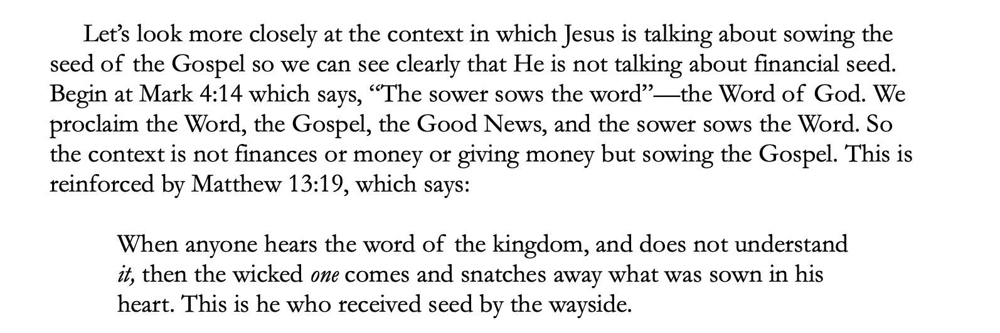 Let’s look more closely at the context in which Jesus is talking about sowing the
seed of the Gospel so we can see clearly that He is not talking about financial seed.
Begin at Mark 4:14 which says, “The sower sows the word”—the Word of God. We
proclaim the Word, the Gospel, the Good News, and the sower sows the Word. So
the context is not finances or money or giving money but sowing the Gospel. This is
reinforced by Matthew 13:19, which says:
When anyone hears the word of the kingdom, and does not understand
it, then the wicked one comes and snatches away what was sown in his
heart. This is he who received seed by the wayside.